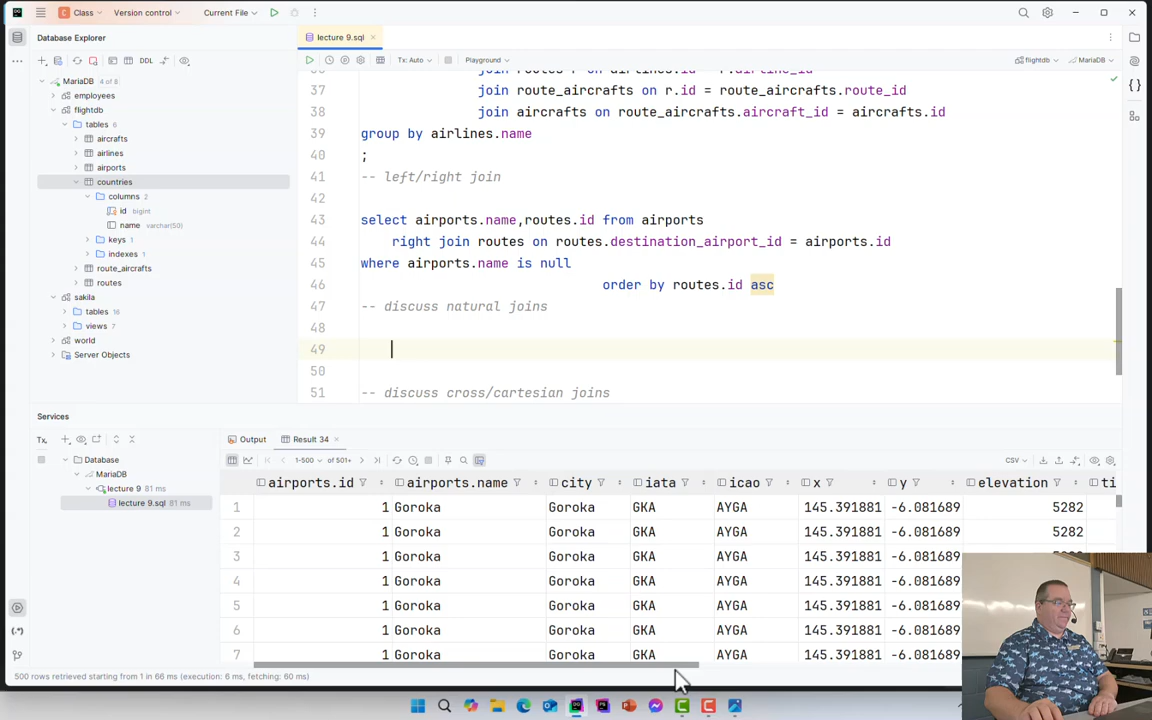 C Class Version control Current File
Database Explorer
lecture 9.sql
DDL
Tx: Auto Playground flightdb MariaDB
MariaDB 4 of 8
employees
flightdb
tables 6
aircrafts
airlines
airports
countries
columns 2
id bigint
name varchar(50)
keys 1
indexes 1
route_aircrafts
routes
sakila
tables 16
views 7
world
Server Objects
37 join route_aircrafts on r.id = route_aircrafts.route_id
38 join aircrafts on route_aircrafts.aircraft_id = aircrafts.id
39 group by airlines.name
40 ;
41 -- left/right join
43 select airports.name,routes.id from airports
44 right join routes on routes.destination_airport_id = airports.id
45 where airports.name is null
46 order by routes.id asc
47 -- discuss natural joins
48
49
50
51 -- discuss cross/cartesian joins
Services
Tx
Database
MariaDB
lecture 9 81 ms
lecture 9.sql 81 ms
Output Result 34
1-500 of 501+ CSV
airports.id airports.name city iata icao x y elevation ti
1 1 Goroka Goroka GKA AYGA 145.391881 -6.081689 5282
2 1 Goroka Goroka GKA AYGA 145.391881 -6.081689 5282
3 1 Goroka Goroka GKA AYGA 145.391881 -6.081689
4 1 Goroka Goroka GKA AYGA 145.391881 -6.081689
5 1 Goroka Goroka GKA AYGA 145.391881 -6.081689
6 1 Goroka Goroka GKA AYGA 145.391881 -6.081689
7 1 Goroka Goroka GKA AYGA 145.391881 -6.081689
500 rows retrieved starting from 1 in 66 ms (execution: 6 ms, fetching: 60 ms)